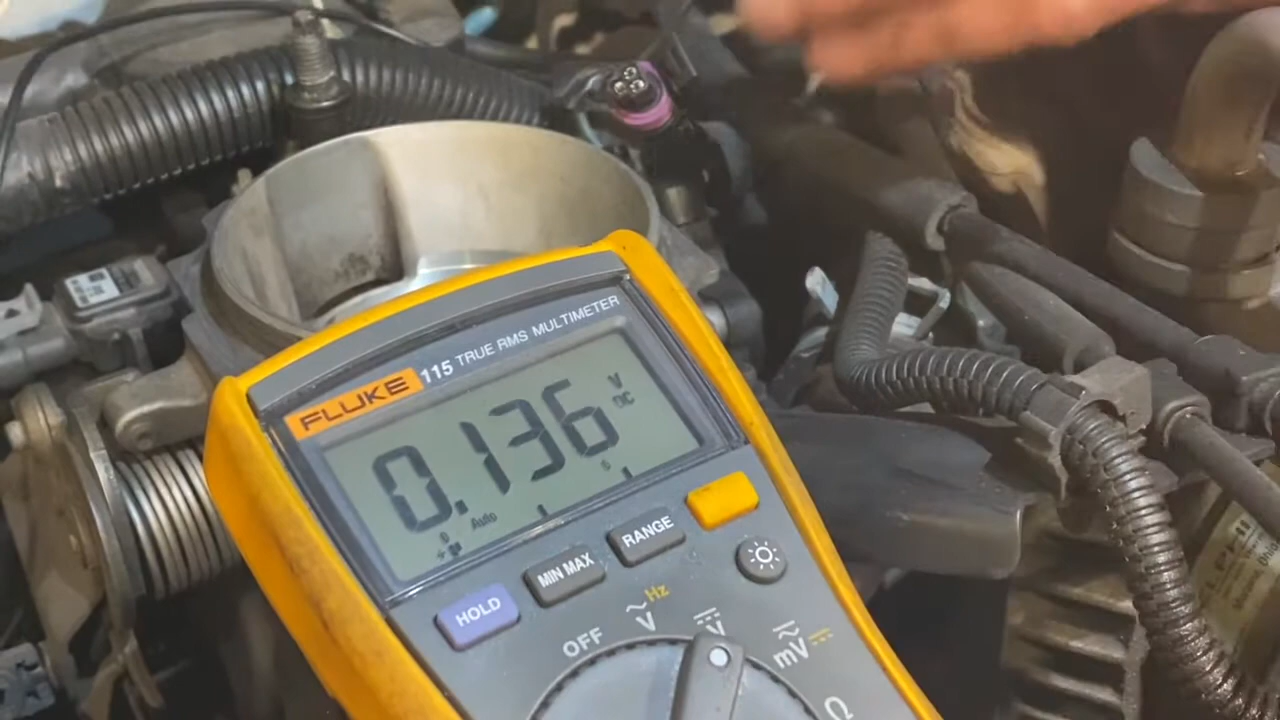 FLUKE 115 TRUE RMS MULTIMETER
0.136 V DC
Auto
HOLD MIN MAX RANGE
OFF
V Hz
V
mV
Ω